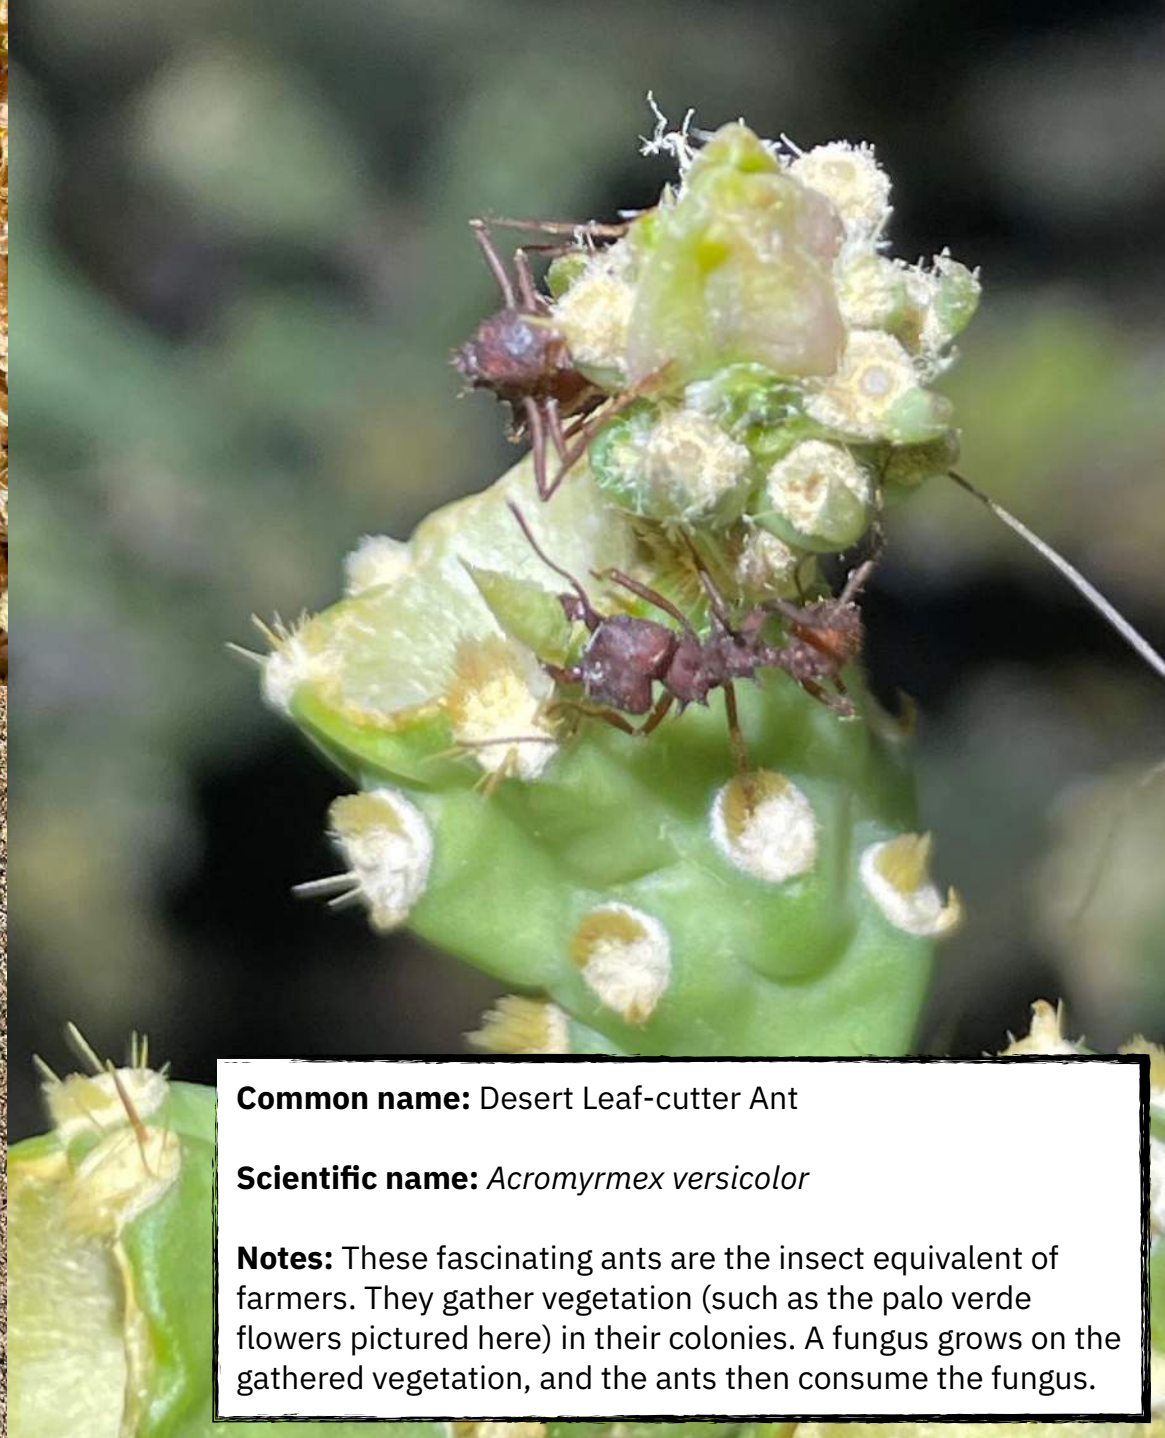 Common name: Desert Leaf-cutter Ant
Scientific name: Acromyrmex versicolor
Notes: These fascinating ants are the insect equivalent of
farmers. They gather vegetation (such as the palo verde
flowers pictured here) in their colonies. A fungus grows on the
gathered vegetation, and the ants then consume the fungus.